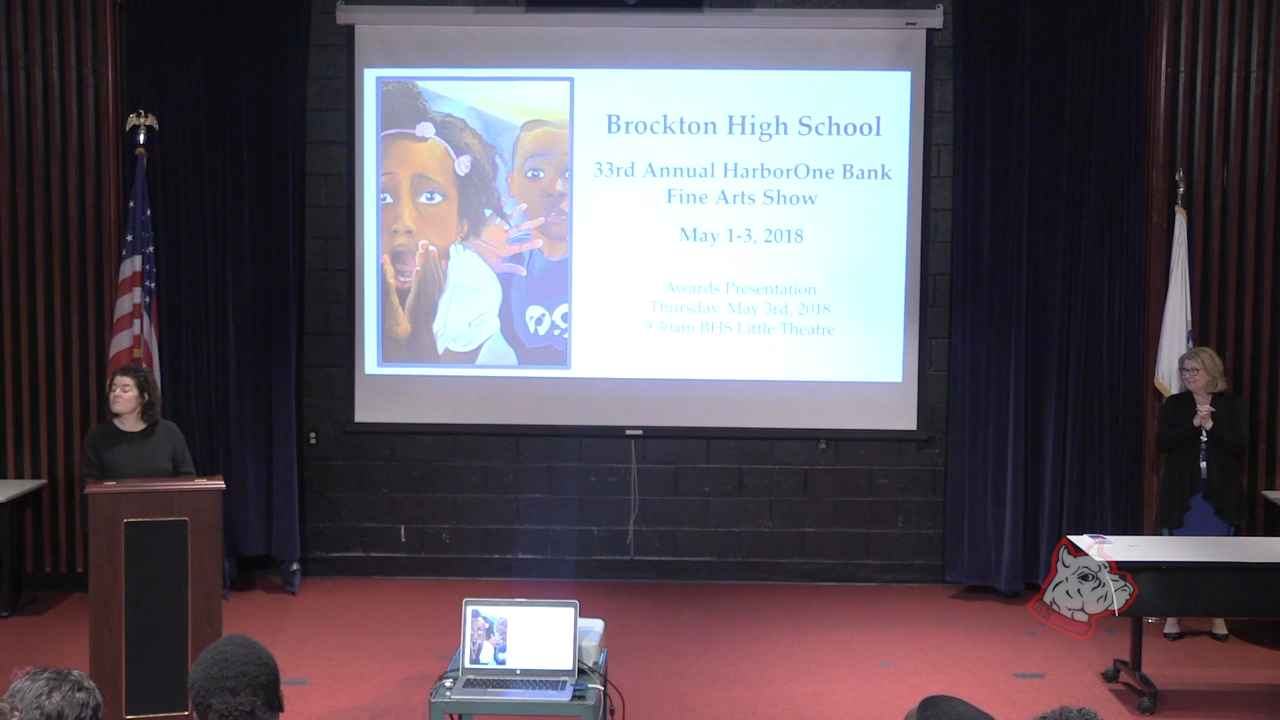 Brockton High School
33rd Annual HarborOne Bank
Fine Arts Show
May 1-3, 2018
Awards Presentation
Thursday, May 3rd, 2018
9:30am BHS Little Theatre